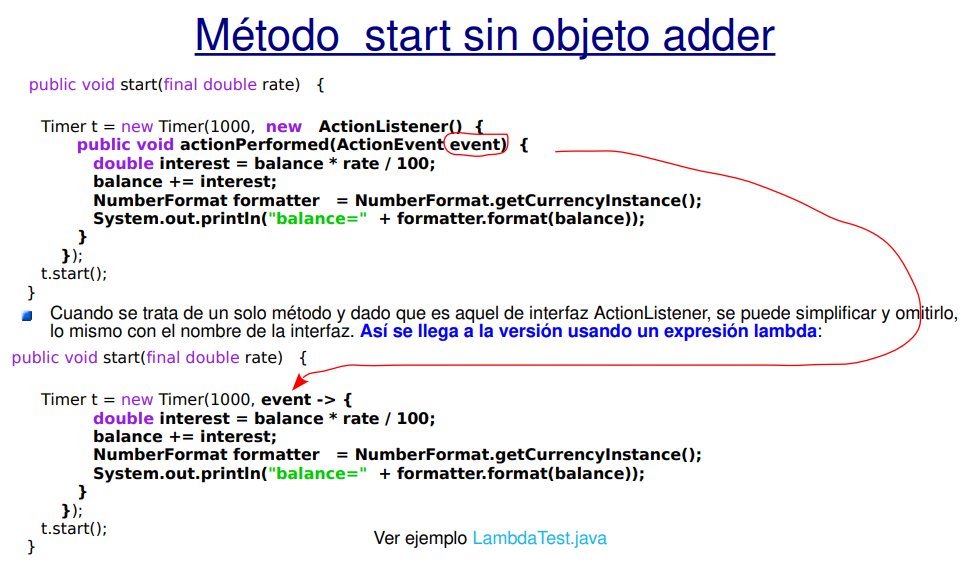 Método start sin objeto adder
public void start(final double rate) {
Timer t = new Timer(1000, new ActionListener() {
public void actionPerformed(ActionEvent event) {
double interest = balance * rate / 100;
balance += interest;
NumberFormat formatter = NumberFormat.getCurrencyInstance();
System.out.println("balance=" + formatter.format(balance));
}
});
t.start();
}
Cuando se trata de un solo método y dado que es aquel de interfaz ActionListener, se puede simplificar y omitirlo,
lo mismo con el nombre de la interfaz. Así se llega a la versión usando un expresión lambda:
public void start(final double rate) {
Timer t = new Timer(1000, event -> {
double interest = balance * rate / 100;
balance += interest;
NumberFormat formatter = NumberFormat.getCurrencyInstance();
System.out.println("balance=" + formatter.format(balance));
}
});
t.start();
}
Ver ejemplo LambdaTest.java